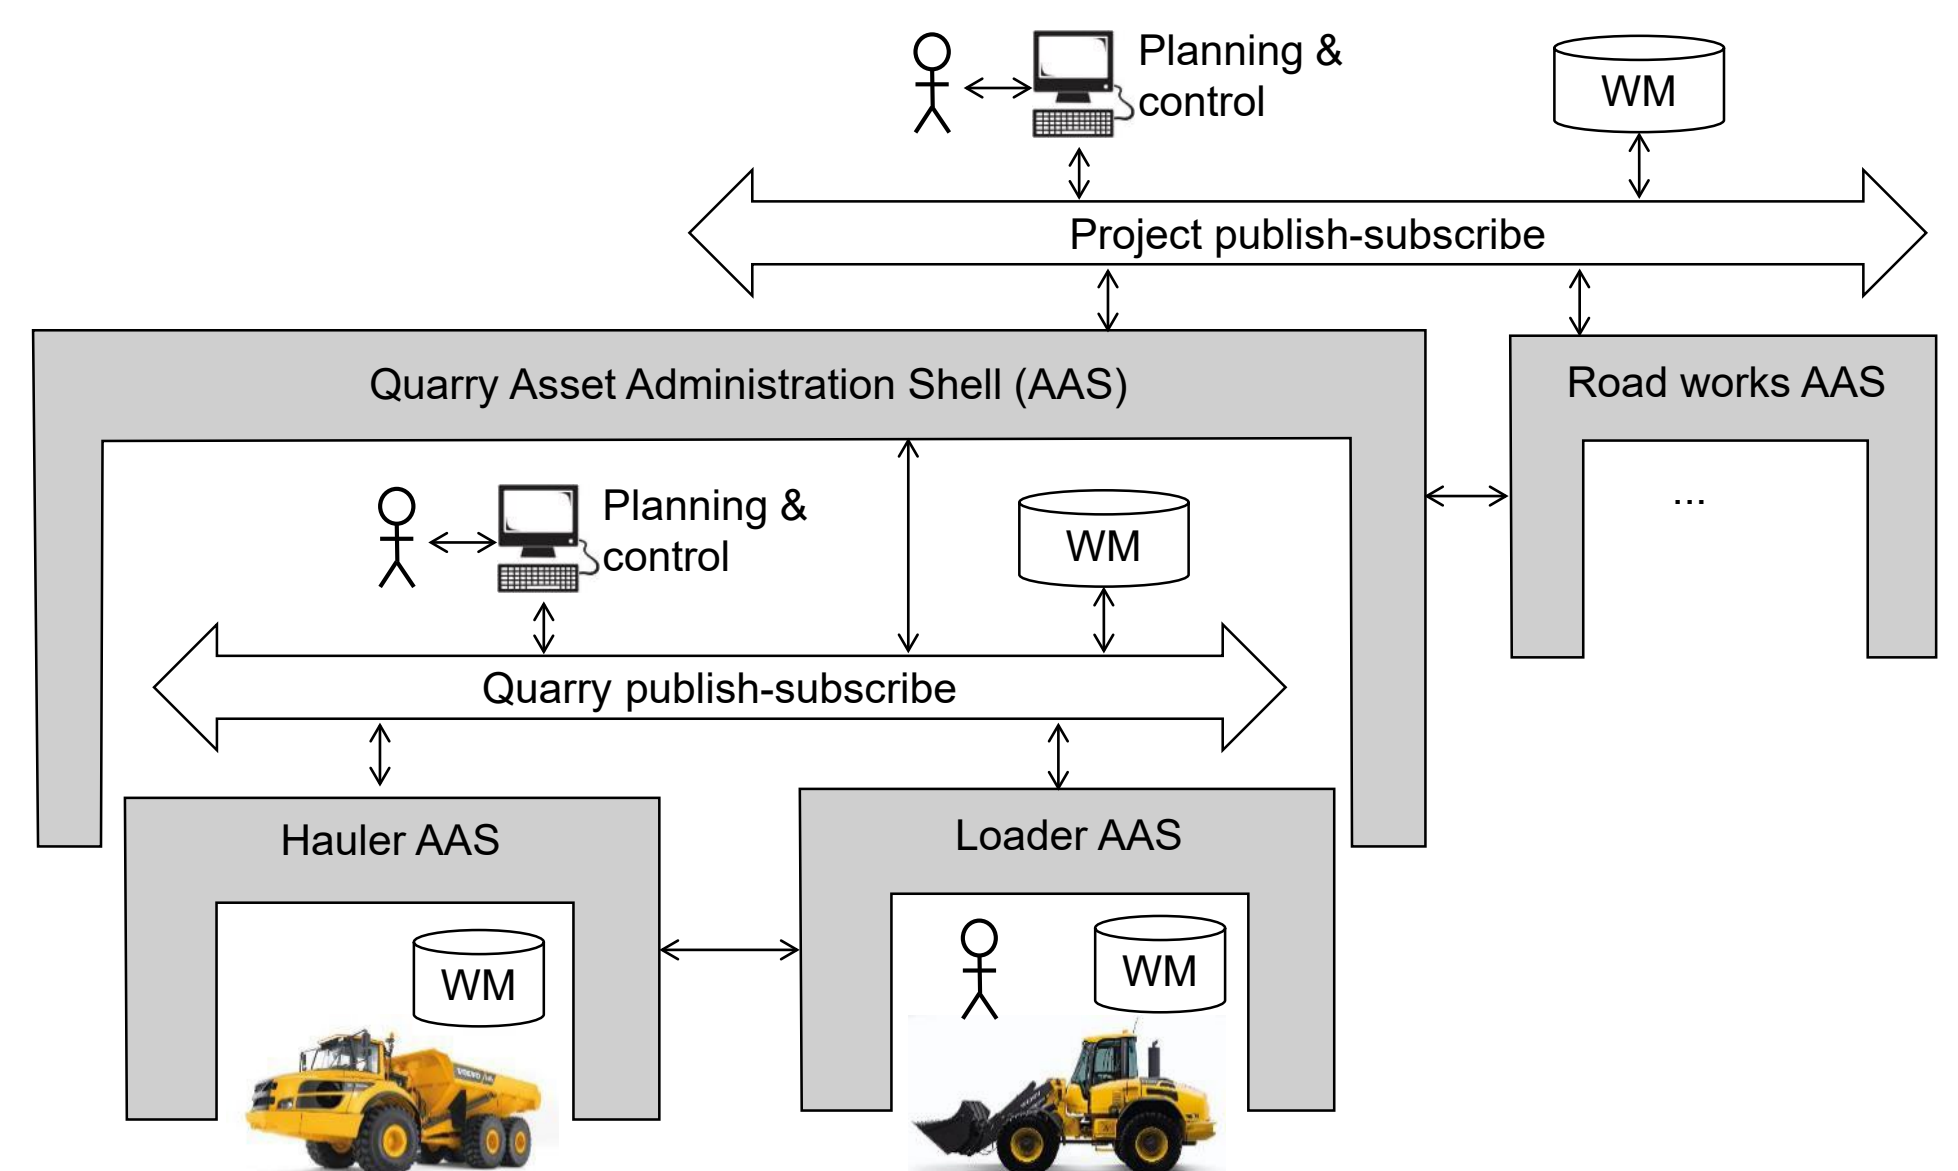 Planning &
control
WM
Project publish-subscribe
Quarry Asset Administration Shell (AAS)
Road works AAS
...
Planning &
control
WM
Quarry publish-subscribe
Hauler AAS
Loader AAS
WM
WM
VOLVO